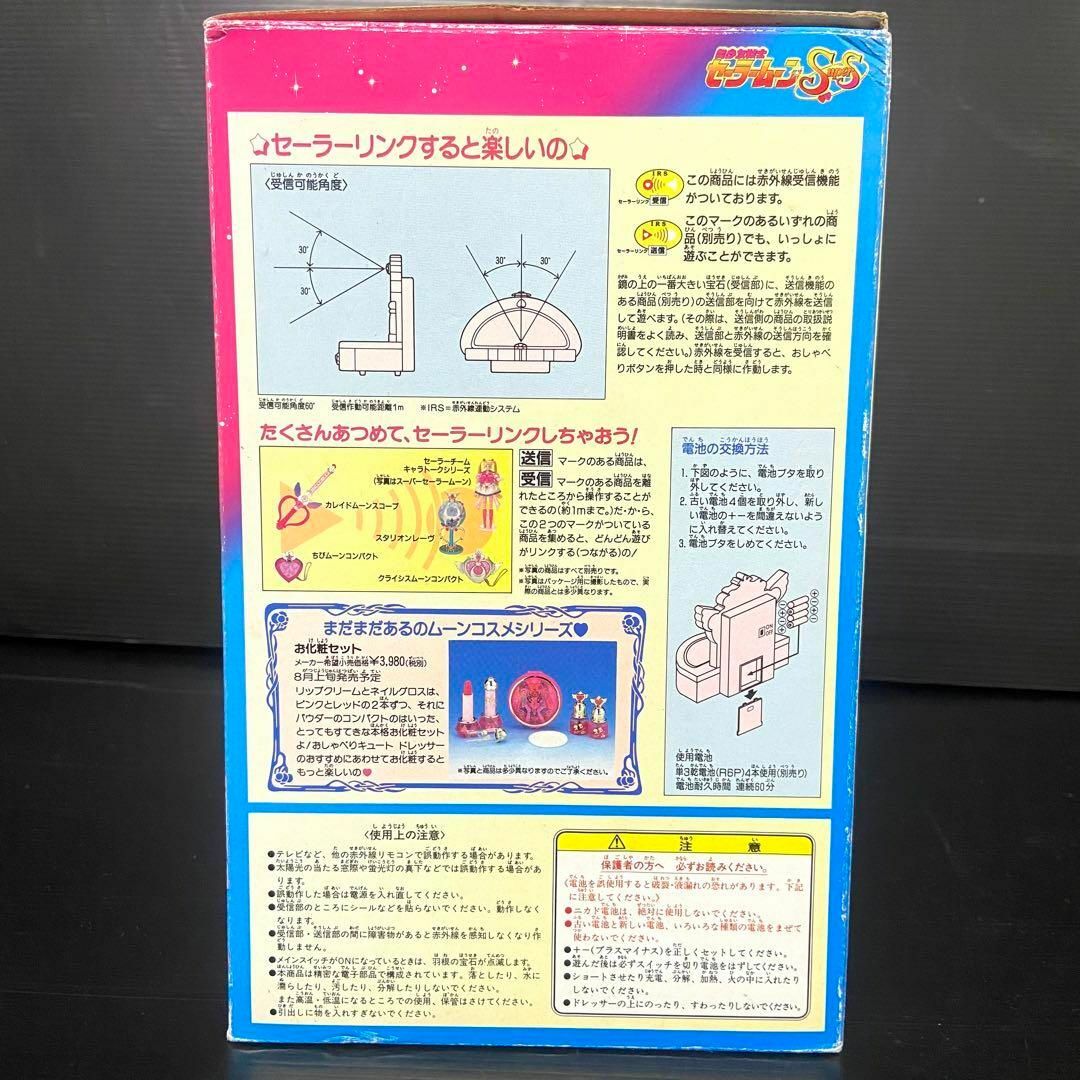 美少女戦士
セーラームーン SuperS
☆セーラーリンクすると楽しいの☆
〈受信可能角度〉
30°
30°
30°
30°
受信可能角度60°
受信作動可能距離1m
※IRS=赤外線連動システム
IRS
セーラーリンク 受信
この商品には赤外線受信機能
がついております。
IRS
セーラーリンク 送信
このマークのあるいずれの商
品(別売り)でも、いっしょに
遊ぶことができます。
鏡の上の一番大きい宝石(受信部)に、送信機能の
ある商品(別売り)の送信部を向けて赤外線を送信
して遊べます。(その際は、送信側の商品の取扱説
明書をよく読み、送信部と赤外線の送信方向を確
認してください。)赤外線を受信すると、おしゃべ
りボタンを押した時と同様に作動します。
たくさんあつめて、セーラーリンクしちゃおう!
セーラーチーム
キャラトークシリーズ
(写真はスーパーセーラームーン)
カレイドムーンスコープ
スタリオンレーヴ
ちびムーンコンパクト
クライシスムーンコンパクト
送信 マークのある商品は、
受信 マークのある商品を離
れたところから操作することが
できるの(約1mまで。)だ・か・ら、
この2つのマークがついている
商品を集めると、どんどん遊び
がリンクする(つながる)の!
※写真の商品はすべて別売りです。
※写真はパッケージ用に撮影したもので、実
際の商品とは多少異なります。
電池の交換方法
1.下図のように、電池ブタを取り
外してください。
2.古い電池4個を取り外し、新し
い電池の+ーを間違えないよう
に入れ替えてください。
3.電池ブタをしめてください。
ON
OFF
使用電池
単3乾電池(R6P)4本使用(別売り)
電池耐久時間 連続60分
まだまだあるのムーンコスメシリーズ♥
お化粧セット
メーカー希望小売価格¥3,980(税別)
8月上旬発売予定
リップクリームとネイルグロスは、
ピンクとレッドの2本ずつ、それに
パウダーのコンパクトのはいった、
とってもすてきな本格お化粧セット
よ!おしゃべりキュート ドレッサー
のおすすめにあわせてお化粧すると
もっと楽しいの♥
※写真と商品は多少異なりますのでご了承ください。
〈使用上の注意〉
●テレビなど、他の赤外線リモコンで誤動作する場合があります。
●太陽光の当たる窓際や蛍光灯の真下などでは誤動作する場合があ
ります。
●誤動作した場合は電源を入れ直してください。
●受信部のところにシールなどを貼らないでください。動作しなく
なります。
●受信部・送信部の間に障害物があると赤外線を感知しなくなり作
動しません。
●メインスイッチがONになっているときは、羽根の宝石が点滅します。
●本商品は精密な電子部品で構成されています。落としたり、水に
濡らしたり、汚したり、分解したりしないでください。
また高温・低温になるところでの使用、保管はさけてください。
●引出しに物を入れすぎないでください。
⚠ 注意
保護者の方へ 必ずお読みください。
〈電池を誤使用すると破裂・液漏れの恐れがあります。下記
に注意してください。〉
●ニカド電池は、絶対に使用しないでください。
●古い電池と新しい電池、いろいろな種類の電池をまぜて
使わないでください。
●+ー(プラスマイナス)を正しくセットしてください。
●遊んだ後は必ずスイッチを切り電池をはずしてください。
●ショートさせたり充電、分解、加熱、火の中に入れたり
しないでください。
●ドレッサーの上にのったり、すわったりしないでください。